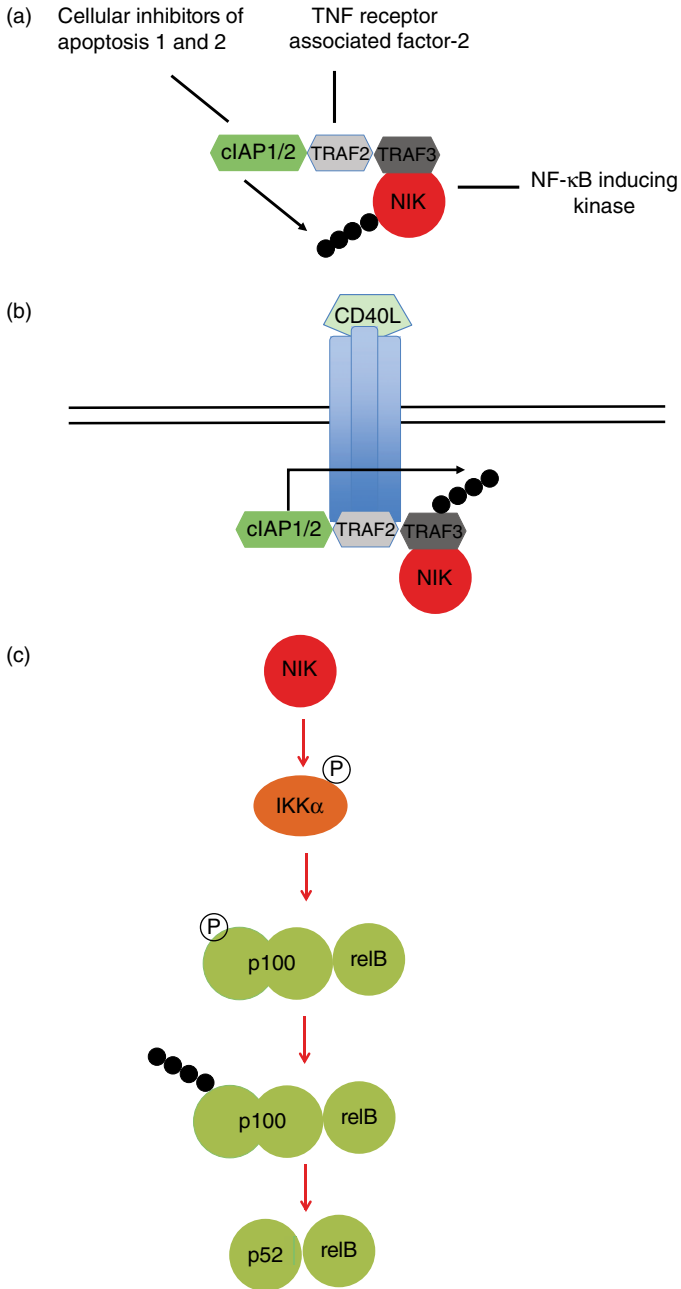 (a)
Cellular inhibitors of
apoptosis 1 and 2
TNF receptor
associated factor-2
cIAP1/2
TRAF2
TRAF3
NIK
NF-κB inducing
kinase
(b)
CD40L
cIAP1/2
TRAF2
TRAF3
NIK
(c)
NIK
P
IKKα
P
p100
relB
p100
relB
p52
relB